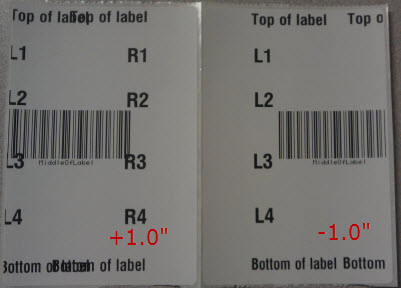 Top of label Top of label
L1 R1
L2 R2
MiddleOfLabel
L3 R3
L4 R4
+1.0"
Bottom of label Bottom of label
Top of label Top o
L1
L2
MiddleOfLabel
L3
L4
-1.0"
Bottom of label Bottom